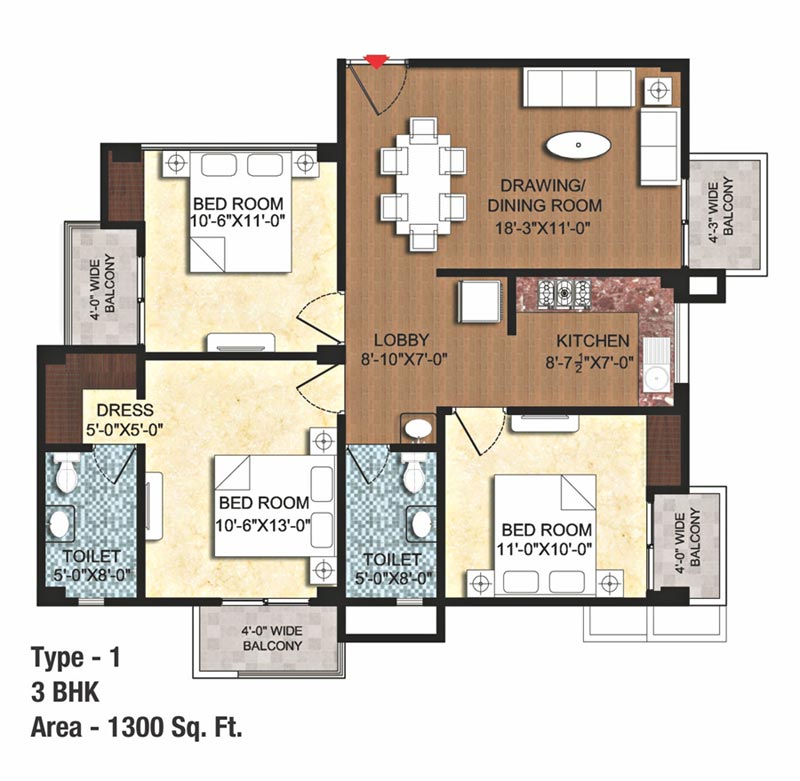 BED ROOM
10'-6"X11'-0"
DRAWING/
DINING ROOM
18'-3"X11'-0"
4'-3" WIDE
BALCONY
4'-0" WIDE
BALCONY
LOBBY
8'-10"X7'-0"
KITCHEN
8'-7½"X7'-0"
DRESS
5'-0"X5'-0"
BED ROOM
10'-6"X13'-0"
BED ROOM
11'-0"X10'-0"
4'-0" WIDE
BALCONY
TOILET
5'-0"X8'-0"
TOILET
5'-0"X8'-0"
4'-0" WIDE
BALCONY
Type - 1
3 BHK
Area - 1300 Sq. Ft.